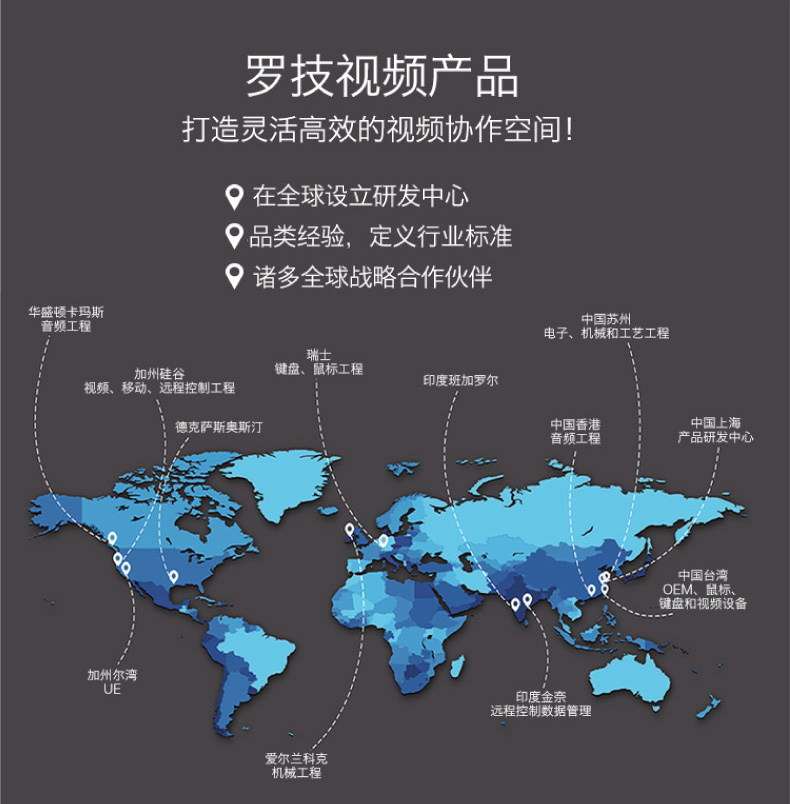 罗技视频产品
打造灵活高效的视频协作空间！
在全球设立研发中心
品类经验，定义行业标准
诸多全球战略合作伙伴
华盛顿卡玛斯
音频工程
加州硅谷
视频、移动、远程控制工程
德克萨斯奥斯汀
瑞士
键盘、鼠标工程
印度班加罗尔
中国苏州
电子、机械和工艺工程
中国香港
音频工程
中国上海
产品研发中心
中国台湾
OEM、鼠标、
键盘和视频设备
加州尔湾
UE
印度金奈
远程控制数据管理
爱尔兰科克
机械工程